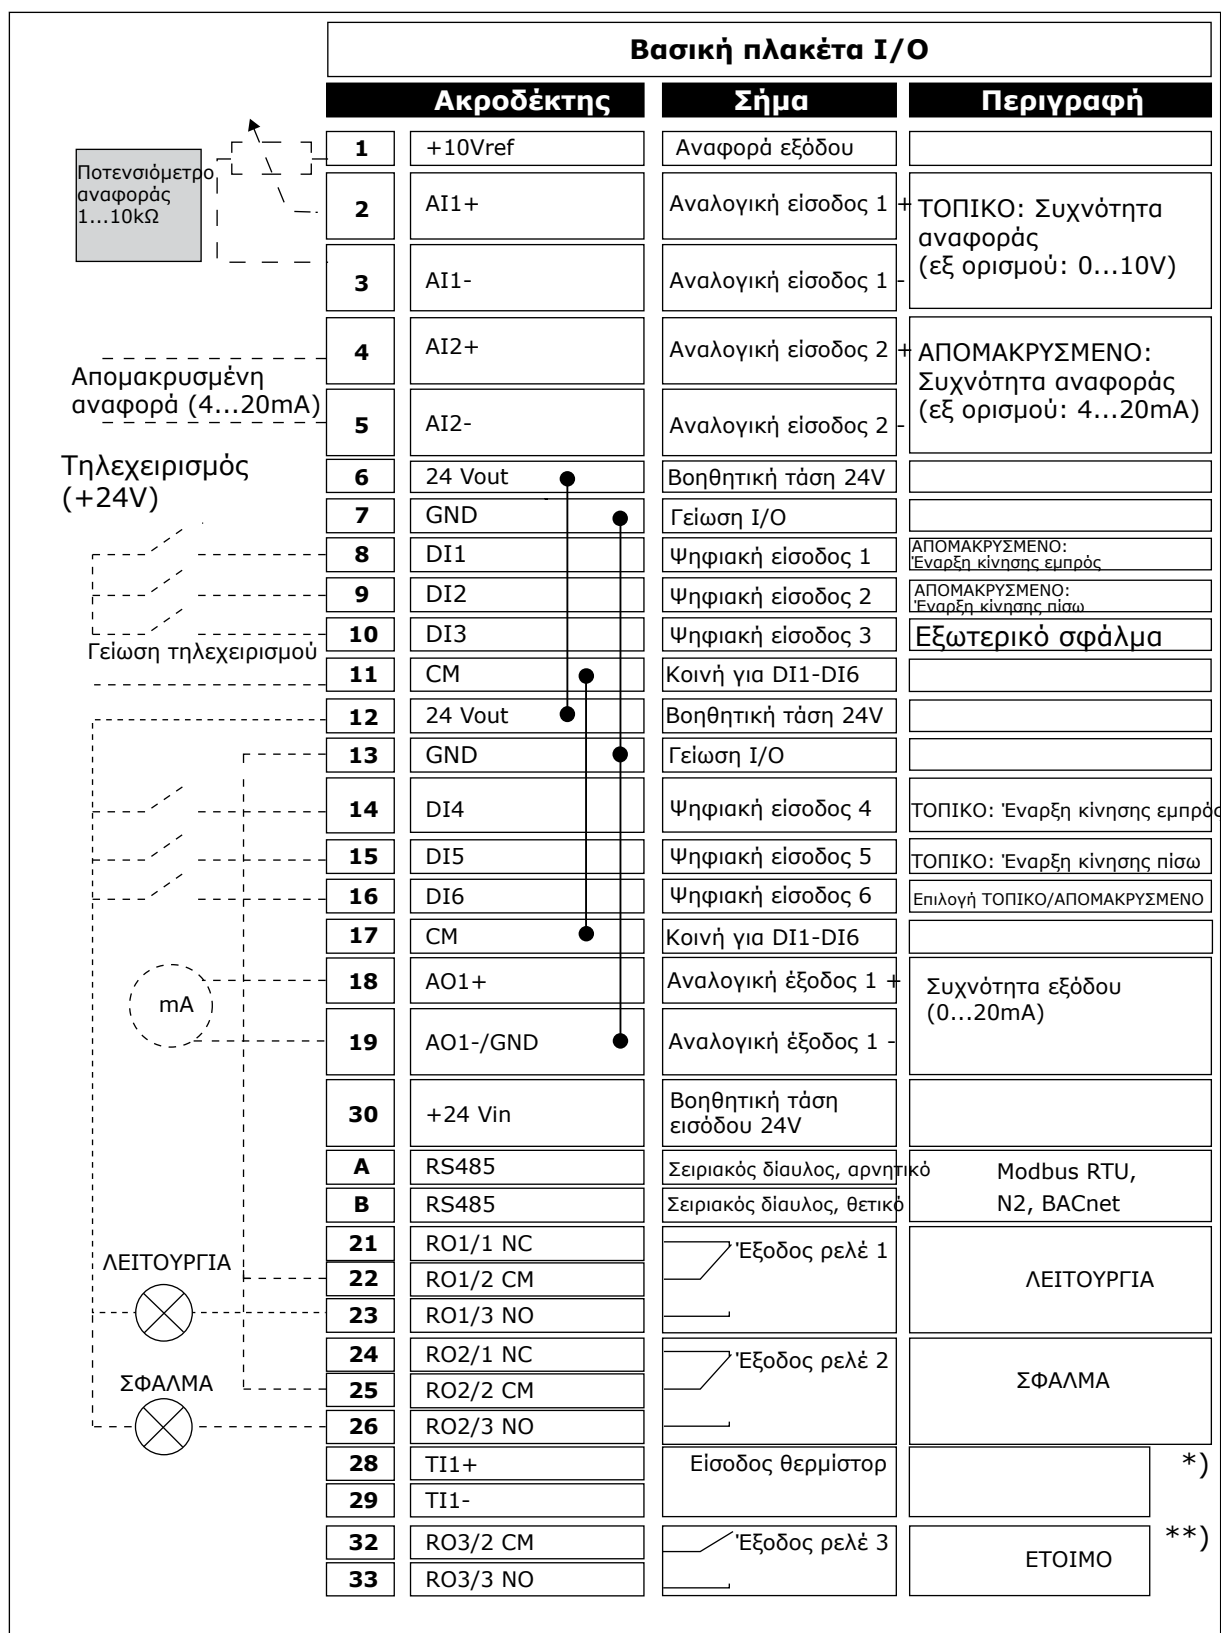 Βασική πλακέτα I/O
Ακροδέκτης Σήμα Περιγραφή
Ποτενσιόμετρο
αναφοράς
1...10kΩ
1 +10Vref Αναφορά εξόδου
2 AI1+ Αναλογική είσοδος 1 +
3 AI1- Αναλογική είσοδος 1 -
ΤΟΠΙΚΟ: Συχνότητα
αναφοράς
(εξ ορισμού: 0...10V)
Απομακρυσμένη
αναφορά (4...20mA)
4 AI2+ Αναλογική είσοδος 2 +
5 AI2- Αναλογική είσοδος 2 -
ΑΠΟΜΑΚΡΥΣΜΕΝΟ:
Συχνότητα αναφοράς
(εξ ορισμού: 4...20mA)
Τηλεχειρισμός
(+24V)
6 24 Vout Βοηθητική τάση 24V
7 GND Γείωση I/O
8 DI1 Ψηφιακή είσοδος 1
ΑΠΟΜΑΚΡΥΣΜΕΝΟ:
Έναρξη κίνησης εμπρός
9 DI2 Ψηφιακή είσοδος 2
ΑΠΟΜΑΚΡΥΣΜΕΝΟ:
Έναρξη κίνησης πίσω
10 DI3 Ψηφιακή είσοδος 3 Εξωτερικό σφάλμα
Γείωση τηλεχειρισμού
11 CM Κοινή για DI1-DI6
12 24 Vout Βοηθητική τάση 24V
13 GND Γείωση I/O
14 DI4 Ψηφιακή είσοδος 4 ΤΟΠΙΚΟ: Έναρξη κίνησης εμπρός
15 DI5 Ψηφιακή είσοδος 5 ΤΟΠΙΚΟ: Έναρξη κίνησης πίσω
16 DI6 Ψηφιακή είσοδος 6 Επιλογή ΤΟΠΙΚΟ/ΑΠΟΜΑΚΡΥΣΜΕΝΟ
17 CM Κοινή για DI1-DI6
mA
18 AO1+ Αναλογική έξοδος 1 +
19 AO1-/GND Αναλογική έξοδος 1 -
Συχνότητα εξόδου
(0...20mA)
30 +24 Vin Βοηθητική τάση
εισόδου 24V
A RS485 Σειριακός δίαυλος, αρνητικό
B RS485 Σειριακός δίαυλος, θετικό
Modbus RTU,
N2, BACnet
ΛΕΙΤΟΥΡΓΙΑ
21 RO1/1 NC Έξοδος ρελέ 1
22 RO1/2 CM ΛΕΙΤΟΥΡΓΙΑ
23 RO1/3 NO
ΣΦΑΛΜΑ
24 RO2/1 NC Έξοδος ρελέ 2
25 RO2/2 CM ΣΦΑΛΜΑ
26 RO2/3 NO
28 TI1+ Είσοδος θερμίστορ *)
29 TI1-
32 RO3/2 CM Έξοδος ρελέ 3 ΕΤΟΙΜΟ **)
33 RO3/3 NO